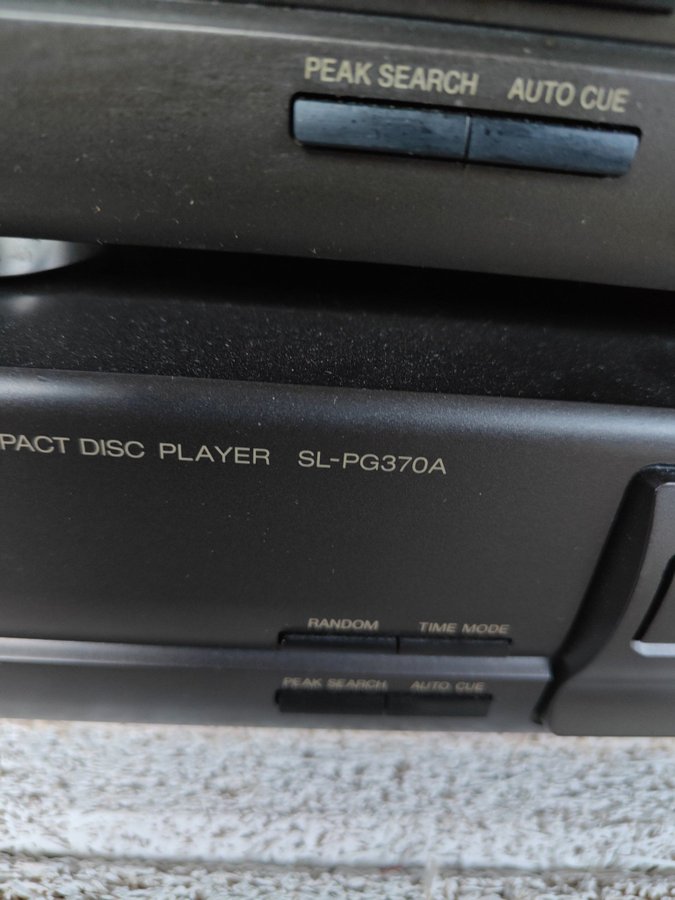 PEAK SEARCH AUTO CUE
PACT DISC PLAYER SL-PG370A
RANDOM TIME MODE
PEAK SEARCH AUTO CUE